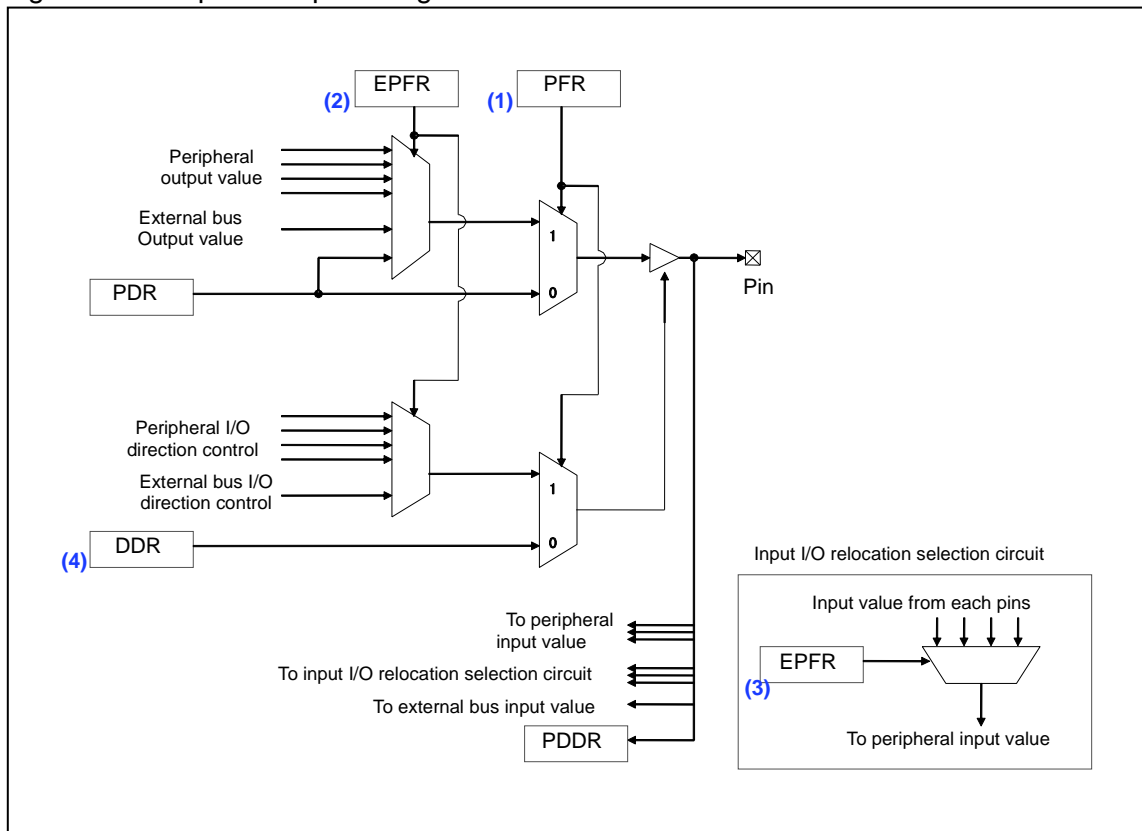 EPFR
(2)
PFR
(1)
Peripheral
output value
External bus
Output value
1
0
PDR
Pin
Peripheral I/O
direction control
External bus I/O
direction control
1
0
DDR
(4)
Input I/O relocation selection circuit
Input value from each pins
EPFR
(3)
To peripheral input value
To peripheral
input value
To input I/O relocation selection circuit
To external bus input value
PDDR